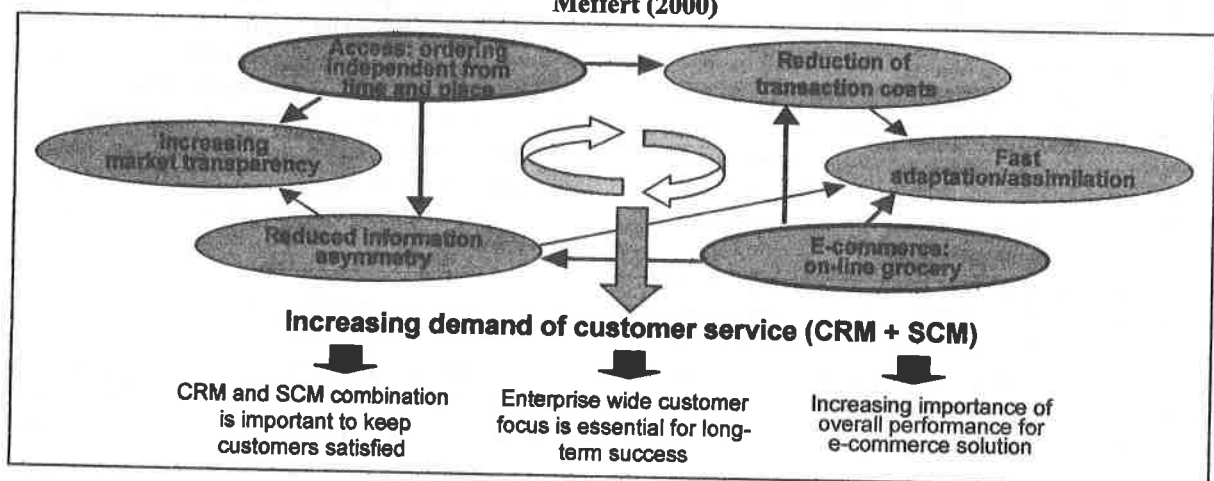 Meffert (2000)
Access: ordering
independent from
time and place
Reduction of
transaction costs
Increasing
market transparency
Fast
adaptation/assimilation
Reduced information
asymmetry
E-commerce:
on-line grocery
Increasing demand of customer service (CRM + SCM)
CRM and SCM combination
is important to keep
customers satisfied
Enterprise wide customer
focus is essential for long-
term success
Increasing importance of
overall performance for
e-commerce solution